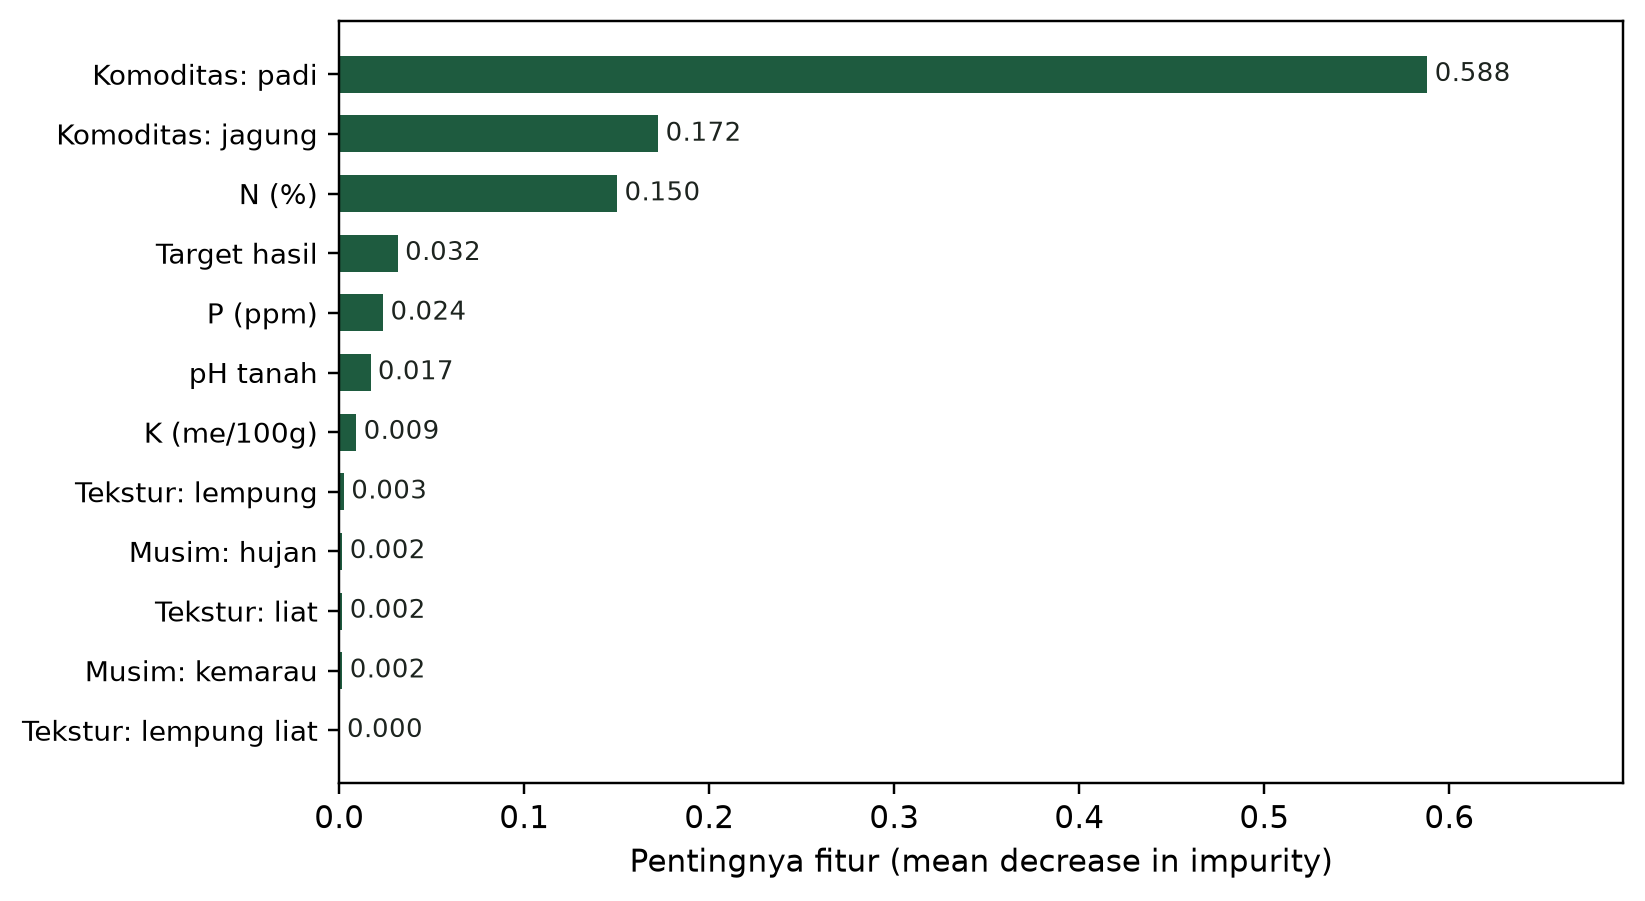 Komoditas: padi 0.588
Komoditas: jagung 0.172
N (%) 0.150
Target hasil 0.032
P (ppm) 0.024
pH tanah 0.017
K (me/100g) 0.009
Tekstur: lempung 0.003
Musim: hujan 0.002
Tekstur: liat 0.002
Musim: kemarau 0.002
Tekstur: lempung liat 0.000
0.0 0.1 0.2 0.3 0.4 0.5 0.6
Pentingnya fitur (mean decrease in impurity)